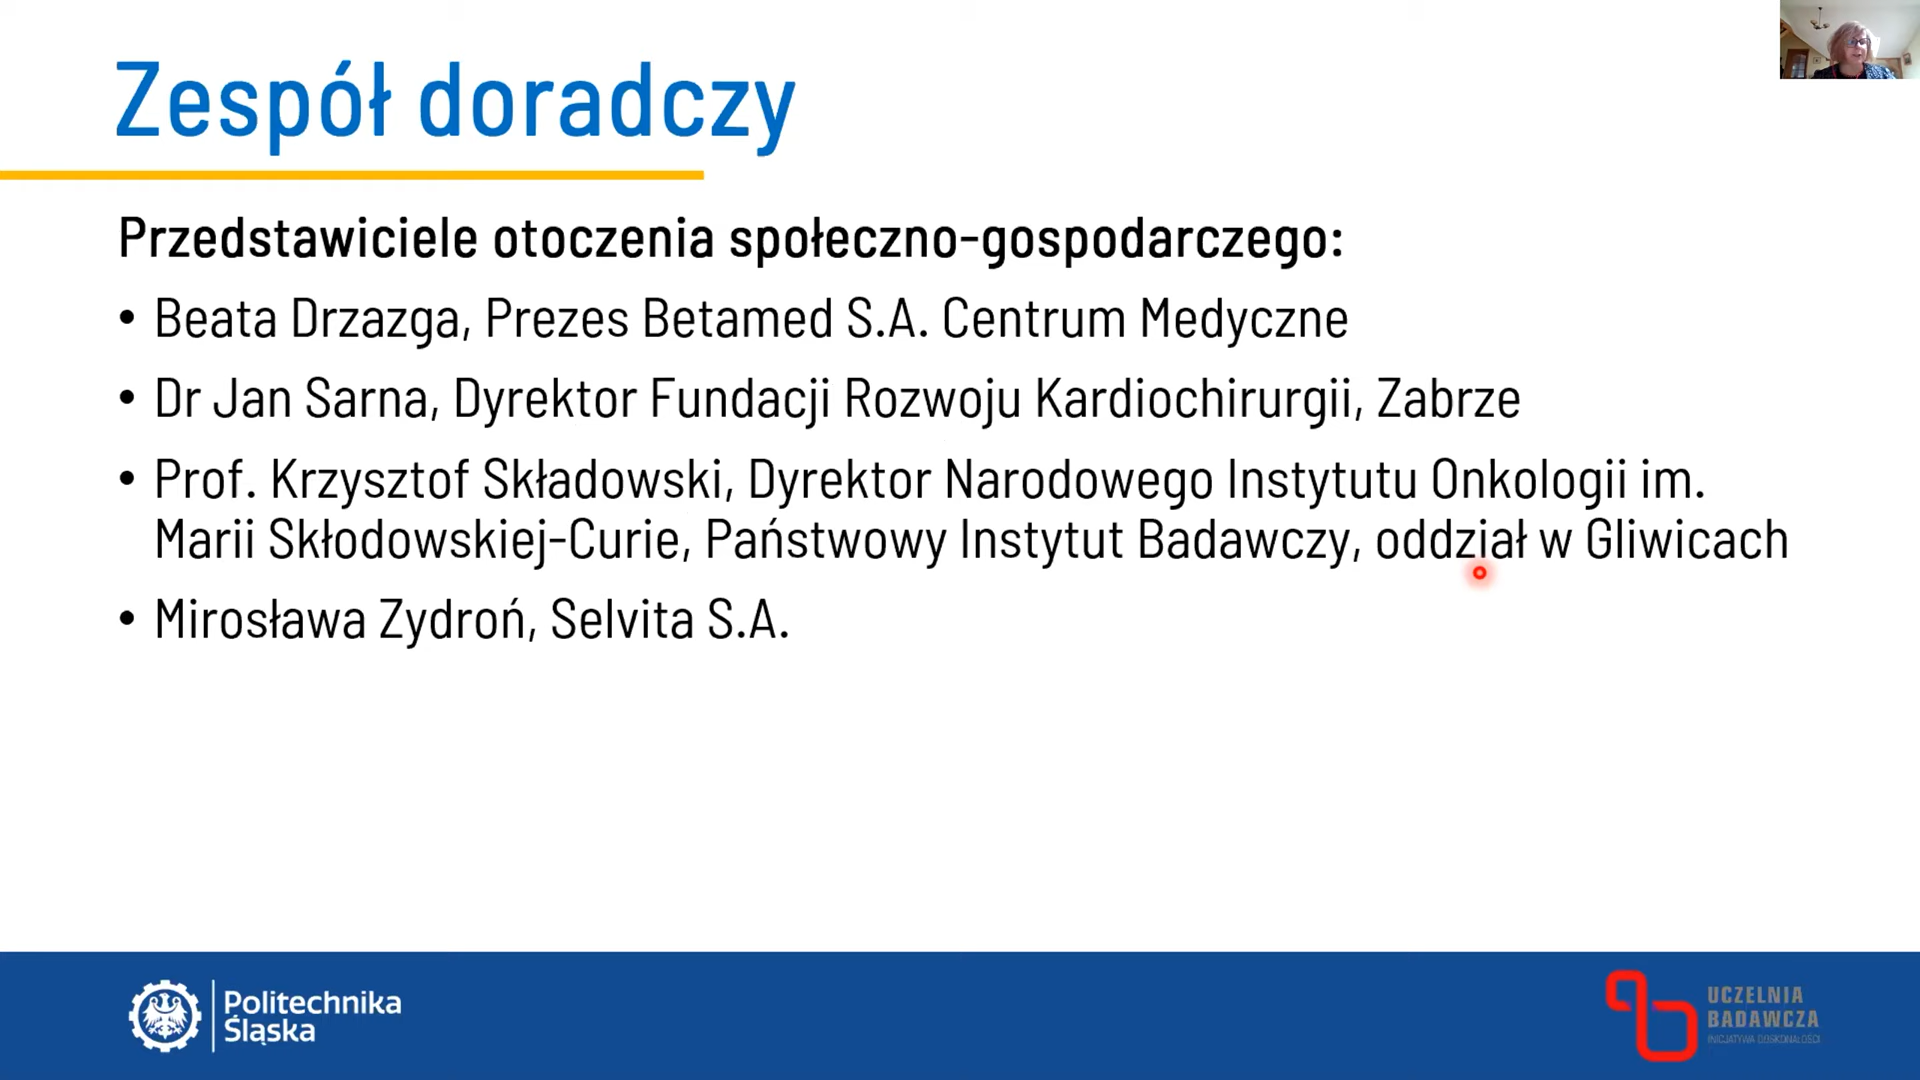 Zespół doradczy
Przedstawiciele otoczenia społeczno-gospodarczego:
• Beata Drzazga, Prezes Betamed S.A. Centrum Medyczne
• Dr Jan Sarna, Dyrektor Fundacji Rozwoju Kardiochirurgii, Zabrze
• Prof. Krzysztof Składowski, Dyrektor Narodowego Instytutu Onkologii im.
Marii Skłodowskiej-Curie, Państwowy Instytut Badawczy, oddział w Gliwicach
• Mirosława Zydroń, Selvita S.A.
Politechnika
Śląska
UCZELNIA
BADAWCZA
INICJATYWA DOSKONAŁOŚCI